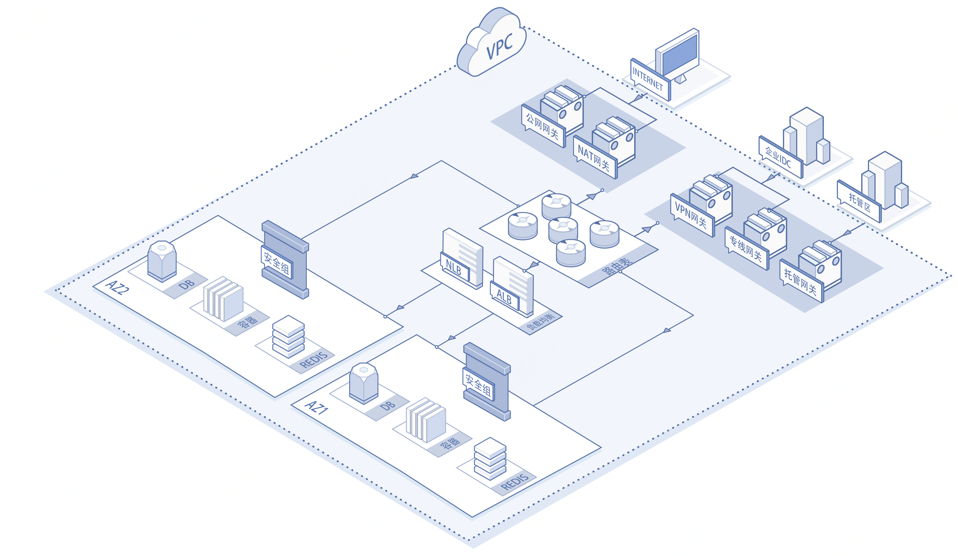 VPC
INTERNET
公网网关
NAT网关
企业IDC
托管区
VPN网关
专线网关
托管网关
路由表
NLB
ALB
负载均衡
安全组
AZ2
DB
容器
REDIS
安全组
AZ1
DB
容器
REDIS